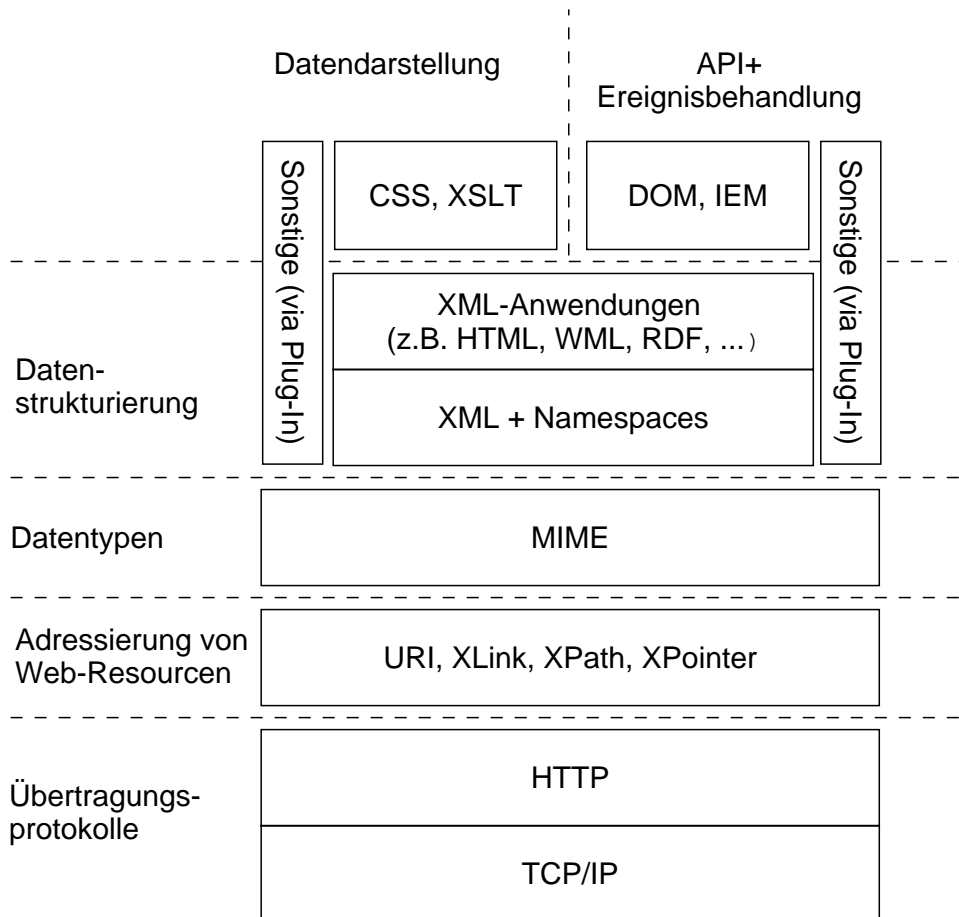 Datendarstellung
API+
Ereignisbehandlung
Sonstige (via Plug-In)
CSS, XSLT
DOM, IEM
Sonstige (via Plug-In)
XML-Anwendungen
(z.B. HTML, WML, RDF, ... )
Daten-
strukturierung
XML + Namespaces
Datentypen
MIME
Adressierung von
Web-Resourcen
URI, XLink, XPath, XPointer
HTTP
Übertragungs-
protokolle
TCP/IP